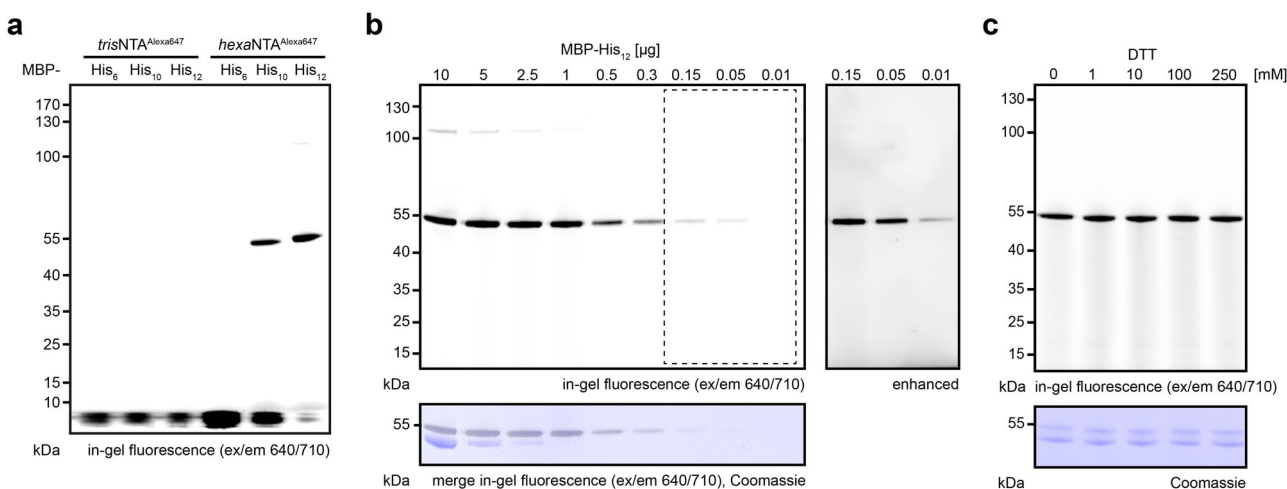 a
trisNTA^Alexa647 hexaNTA^Alexa647
MBP- His₆ His₁₀ His₁₂ His₆ His₁₀ His₁₂
170
130
100
55
40
35
25
15
10
kDa in-gel fluorescence (ex/em 640/710)
b
MBP-His₁₂ [µg]
10 5 2.5 1 0.5 0.3 0.15 0.05 0.01
130
100
55
40
35
25
15
kDa in-gel fluorescence (ex/em 640/710)
55
kDa merge in-gel fluorescence (ex/em 640/710), Coomassie
0.15 0.05 0.01
enhanced
c
DTT
0 1 10 100 250 [mM]
130
100
55
40
35
25
15
kDa in-gel fluorescence (ex/em 640/710)
55
kDa Coomassie